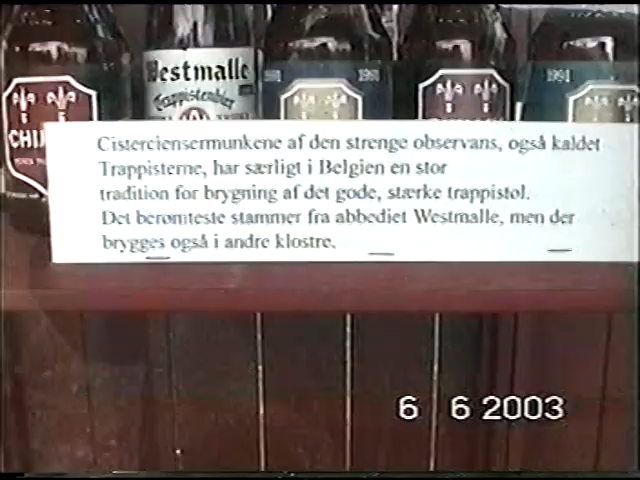 1991
1991
1991
Westmalle
Trappistenbier
CHI
Cisterciensermunkene af den strenge observans, også kaldet
Trappisterne, har særligt i Belgien en stor
tradition for brygning af det gode, stærke trappistøl.
Det berømteste stammer fra abbediet Westmalle, men der
brygges også i andre klostre.
6 6 2003